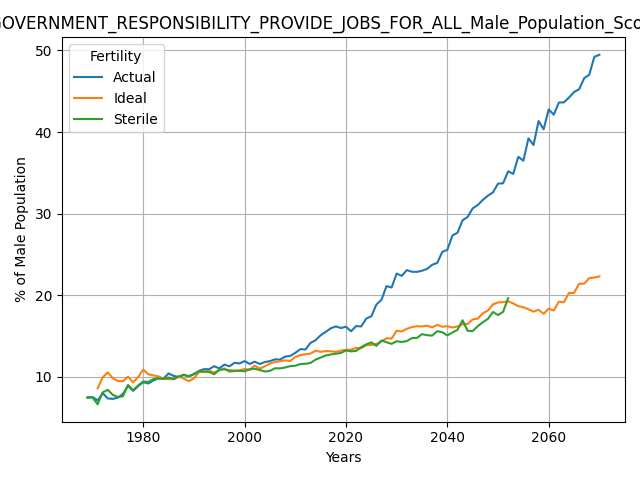 GOVERNMENT_RESPONSIBILITY_PROVIDE_JOBS_FOR_ALL_Male_Population_Sco
Fertility
Actual
Ideal
Sterile
% of Male Population
50
40
30
20
10
1980 2000 2020 2040 2060
Years